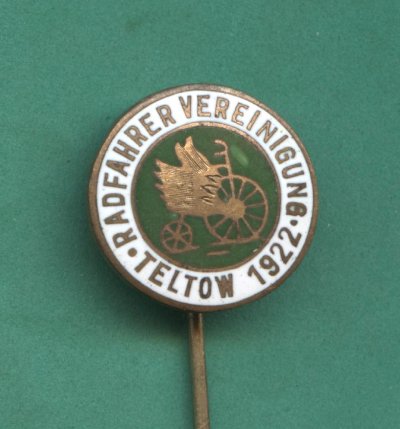 · RADFAHRER VEREINIGUNG ·
TELTOW 1922